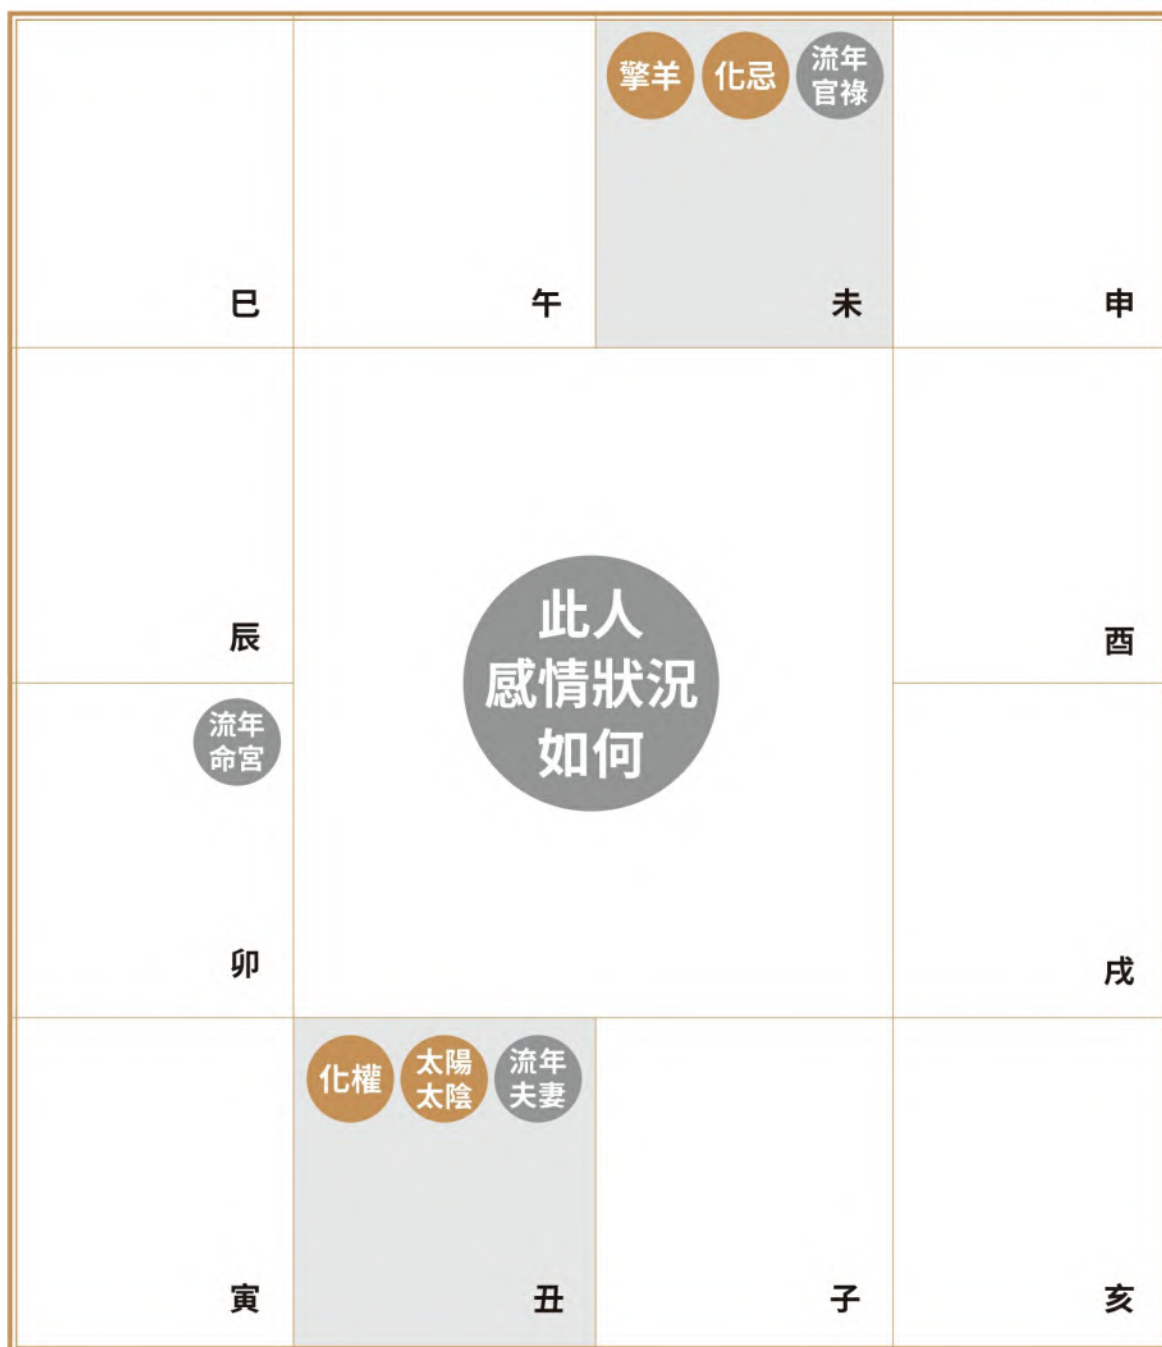 擎羊
化忌
流年
官祿
巳
午
未
申
此人
感情狀況
如何
辰
酉
流年
命宮
卯
戌
化權
太陽
太陰
流年
夫妻
寅
丑
子
亥